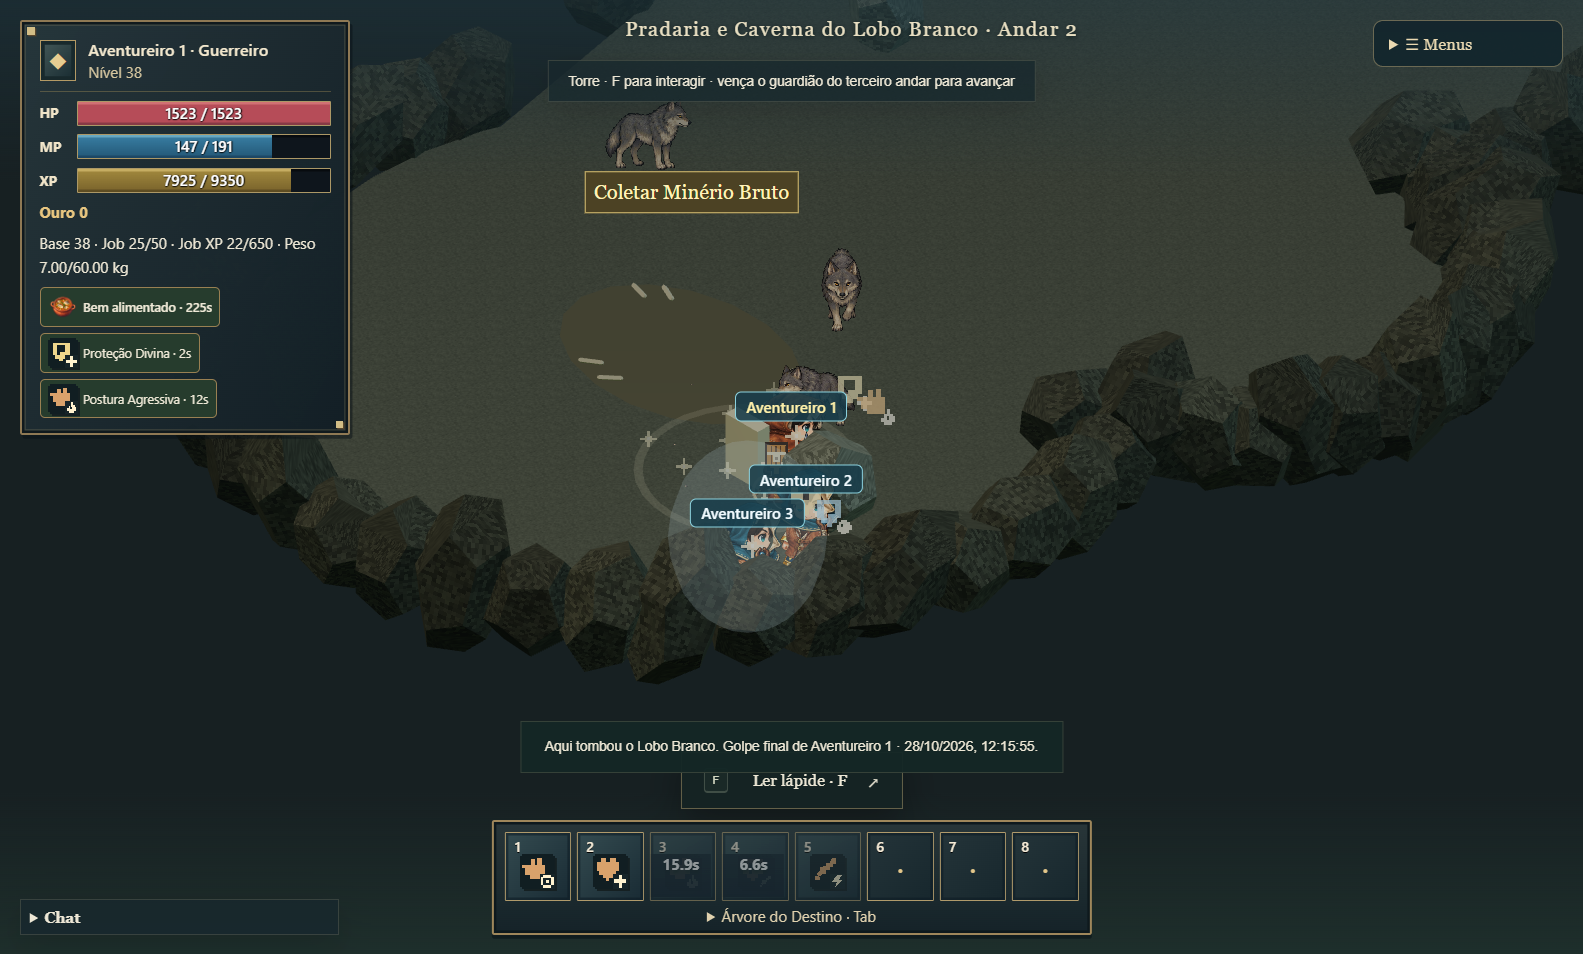 Aventureiro 1 · Guerreiro
Nível 38
HP 1523 / 1523
MP 147 / 191
XP 7925 / 9350
Ouro 0
Base 38 · Job 25/50 · Job XP 22/650 · Peso
7.00/60.00 kg
Bem alimentado · 225s
Proteção Divina · 2s
Postura Agressiva · 12s
Pradaria e Caverna do Lobo Branco · Andar 2
Torre · F para interagir · vença o guardião do terceiro andar para avançar
☰ Menus
Coletar Minério Bruto
Aventureiro 1
Aventureiro 2
Aventureiro 3
Aqui tombou o Lobo Branco. Golpe final de Aventureiro 1 · 28/10/2026, 12:15:55.
F Ler lápide · F ↗
1 2 3 4 5 6 7 8
15.9s 6.6s
Árvore do Destino · Tab
Chat